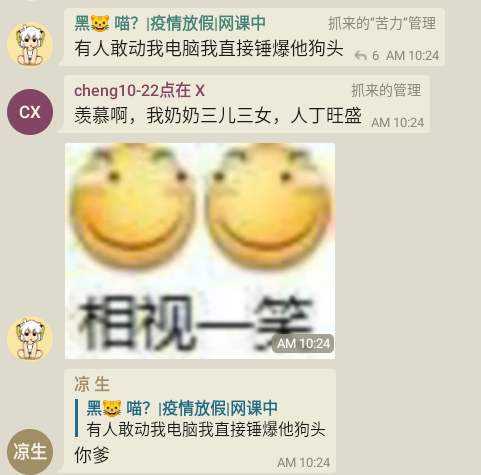 黑🐱 喵？|疫情放假|网课中 抓来的“苦力”管理
有人敢动我电脑我直接锤爆他狗头 6 AM 10:24
cheng10-22点在 X 抓来的管理
CX
羡慕啊，我奶奶三儿三女，人丁旺盛 AM 10:24
相视一笑
AM 10:24
凉 生
黑🐱 喵？|疫情放假|网课中
有人敢动我电脑我直接锤爆他狗头
凉生
你爹 AM 10:24